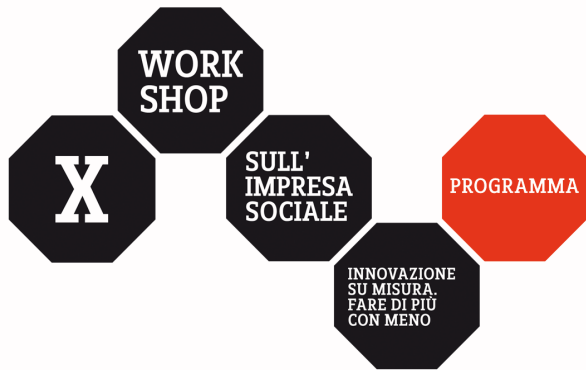 X
WORK
SHOP
SULL'
IMPRESA
SOCIALE
INNOVAZIONE
SU MISURA.
FARE DI PIÙ
CON MENO
PROGRAMMA